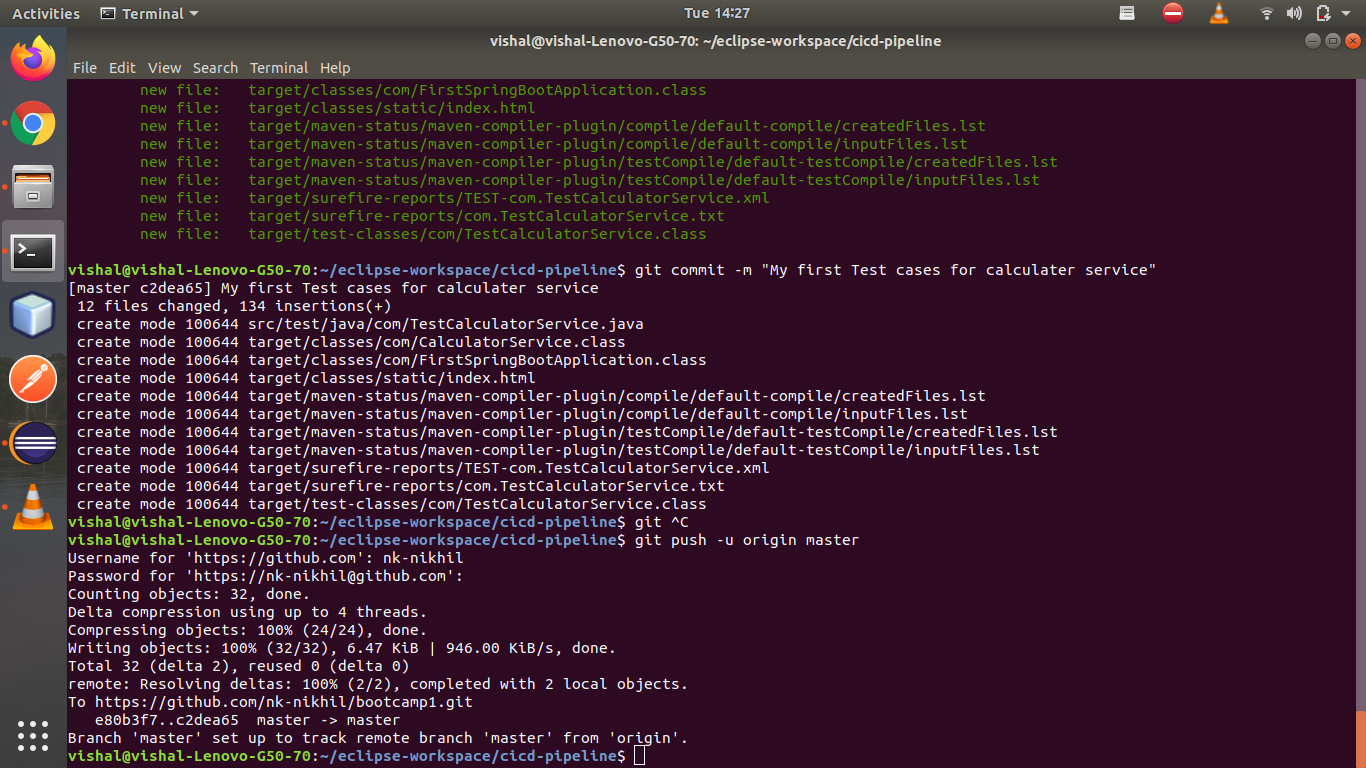 Activities Terminal Tue 14:27
vishal@vishal-Lenovo-G50-70: ~/eclipse-workspace/cicd-pipeline
File Edit View Search Terminal Help
new file:   target/classes/com/FirstSpringBootApplication.class
new file:   target/classes/static/index.html
new file:   target/maven-status/maven-compiler-plugin/compile/default-compile/createdFiles.lst
new file:   target/maven-status/maven-compiler-plugin/compile/default-compile/inputFiles.lst
new file:   target/maven-status/maven-compiler-plugin/testCompile/default-testCompile/createdFiles.lst
new file:   target/maven-status/maven-compiler-plugin/testCompile/default-testCompile/inputFiles.lst
new file:   target/surefire-reports/TEST-com.TestCalculatorService.xml
new file:   target/surefire-reports/com.TestCalculatorService.txt
new file:   target/test-classes/com/TestCalculatorService.class
vishal@vishal-Lenovo-G50-70:~/eclipse-workspace/cicd-pipeline$ git commit -m "My first Test cases for calculater service"
[master c2dea65] My first Test cases for calculater service
12 files changed, 134 insertions(+)
create mode 100644 src/test/java/com/TestCalculatorService.java
create mode 100644 target/classes/com/CalculatorService.class
create mode 100644 target/classes/com/FirstSpringBootApplication.class
create mode 100644 target/classes/static/index.html
create mode 100644 target/maven-status/maven-compiler-plugin/compile/default-compile/createdFiles.lst
create mode 100644 target/maven-status/maven-compiler-plugin/compile/default-compile/inputFiles.lst
create mode 100644 target/maven-status/maven-compiler-plugin/testCompile/default-testCompile/createdFiles.lst
create mode 100644 target/maven-status/maven-compiler-plugin/testCompile/default-testCompile/inputFiles.lst
create mode 100644 target/surefire-reports/TEST-com.TestCalculatorService.xml
create mode 100644 target/surefire-reports/com.TestCalculatorService.txt
create mode 100644 target/test-classes/com/TestCalculatorService.class
vishal@vishal-Lenovo-G50-70:~/eclipse-workspace/cicd-pipeline$ git ^C
vishal@vishal-Lenovo-G50-70:~/eclipse-workspace/cicd-pipeline$ git push -u origin master
Username for 'https://github.com': nk-nikhil
Password for 'https://nk-nikhil@github.com':
Counting objects: 32, done.
Delta compression using up to 4 threads.
Compressing objects: 100% (24/24), done.
Writing objects: 100% (32/32), 6.47 KiB | 946.00 KiB/s, done.
Total 32 (delta 2), reused 0 (delta 0)
remote: Resolving deltas: 100% (2/2), completed with 2 local objects.
To https://github.com/nk-nikhil/bootcamp1.git
e80b3f7..c2dea65  master -> master
Branch 'master' set up to track remote branch 'master' from 'origin'.
vishal@vishal-Lenovo-G50-70:~/eclipse-workspace/cicd-pipeline$